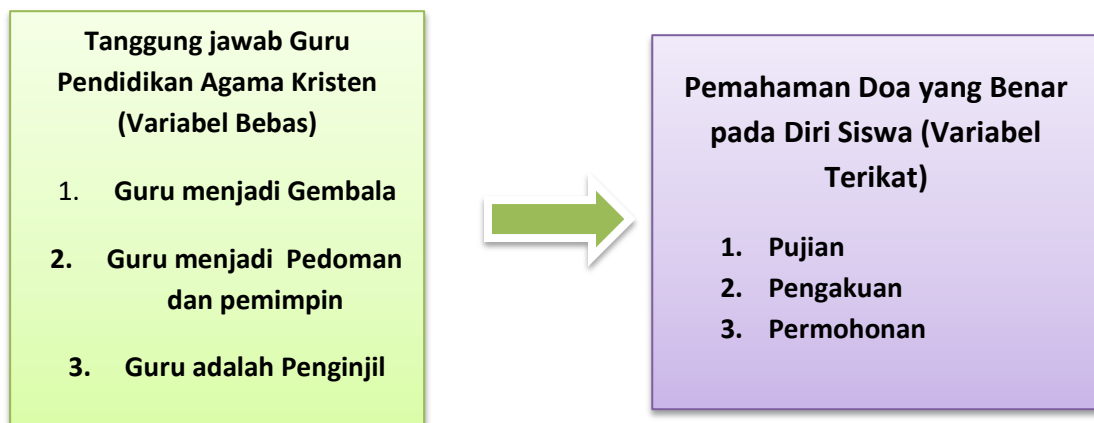 Tanggung jawab Guru
Pendidikan Agama Kristen
(Variabel Bebas)
1. Guru menjadi Gembala
2. Guru menjadi Pedoman
dan pemimpin
3. Guru adalah Penginjil
Pemahaman Doa yang Benar
pada Diri Siswa (Variabel
Terikat)
1. Pujian
2. Pengakuan
3. Permohonan